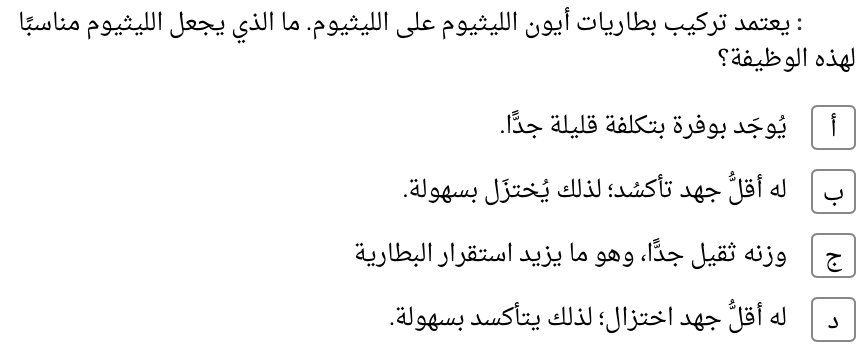 : يعتمد تركيب بطاريات أيون الليثيوم على الليثيوم. ما الذي يجعل الليثيوم مناسبًا
لهذه الوظيفة؟
أ يُوجَد بوفرة بتكلفة قليلة جدًّا.
ب له أقلُّ جهد تأكسُد؛ لذلك يُختزَل بسهولة.
ج وزنه ثقيل جدًّا، وهو ما يزيد استقرار البطارية
د له أقلُّ جهد اختزال؛ لذلك يتأكسد بسهولة.